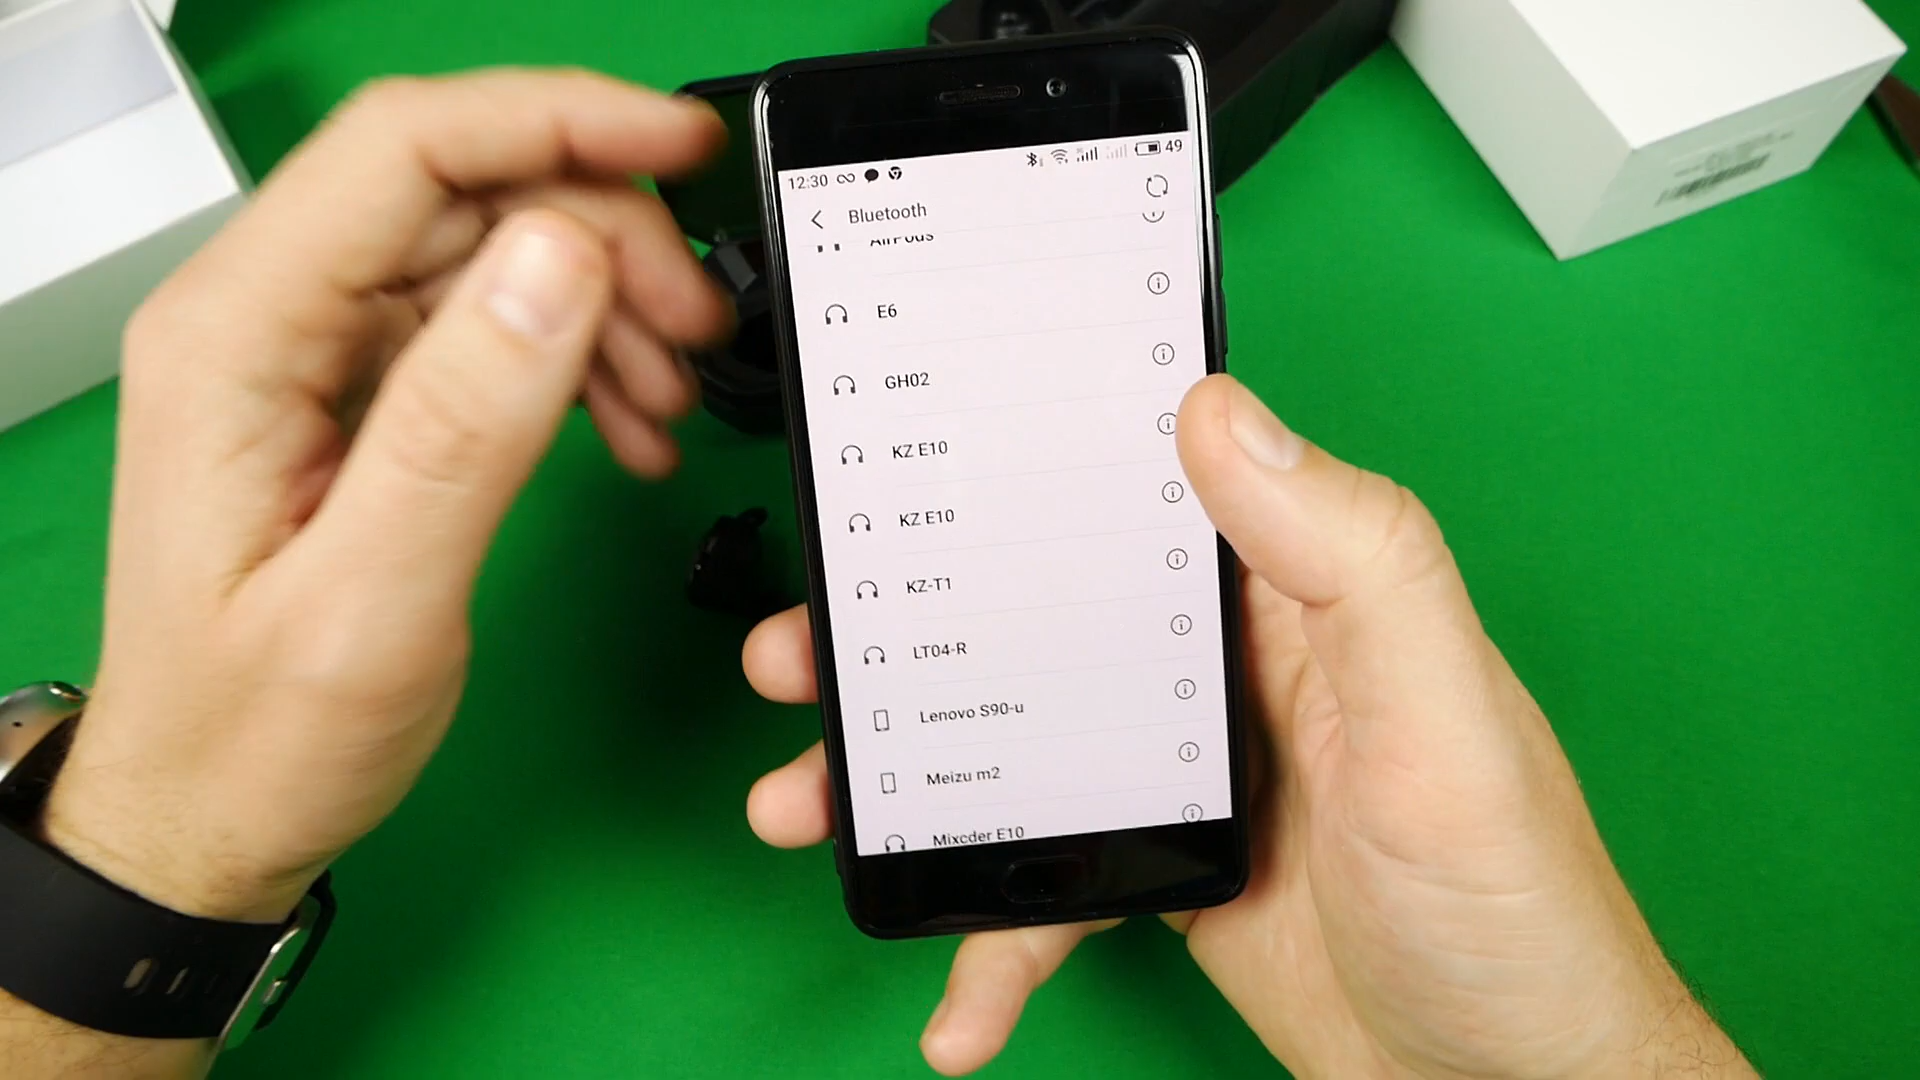 12:30 49
Bluetooth
AirPods
E6
GH02
KZ E10
KZ E10
KZ-T1
LT04-R
Lenovo S90-u
Meizu m2
Mixcder E10